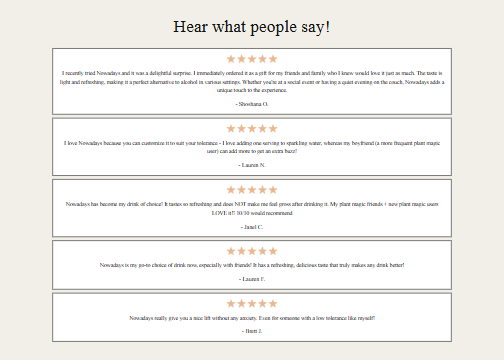 Hear what people say!
I recently tried Nowadays and it was a delightful surprise. I immediately ordered it as a gift for my friends and family who I knew would love it just as much. The taste is
light and refreshing, making it a perfect alternative to alcohol in various settings. Whether you're at a social event or having a quiet evening on the couch, Nowadays adds a
unique touch to the experience.
- Shoshana O.
I love Nowadays because you can customize it to suit your tolerance - I love adding one serving to sparkling water, whereas my boyfriend (a more frequent plant magic
user) can add more to get an extra buzz!
- Lauren N.
Nowadays has become my drink of choice! It tastes so refreshing and does NOT make me feel gross after drinking it. My plant magic friends + new plant magic users
LOVE it!! 10/10 would recommend
- Janel C.
Nowadays is my go-to choice of drink now, especially with friends! It has a refreshing, delicious taste that truly makes any drink better!
- Lauren F.
Nowadays really give you a nice lift without any anxiety. Even for someone with a low tolerance like myself!
- Brett J.